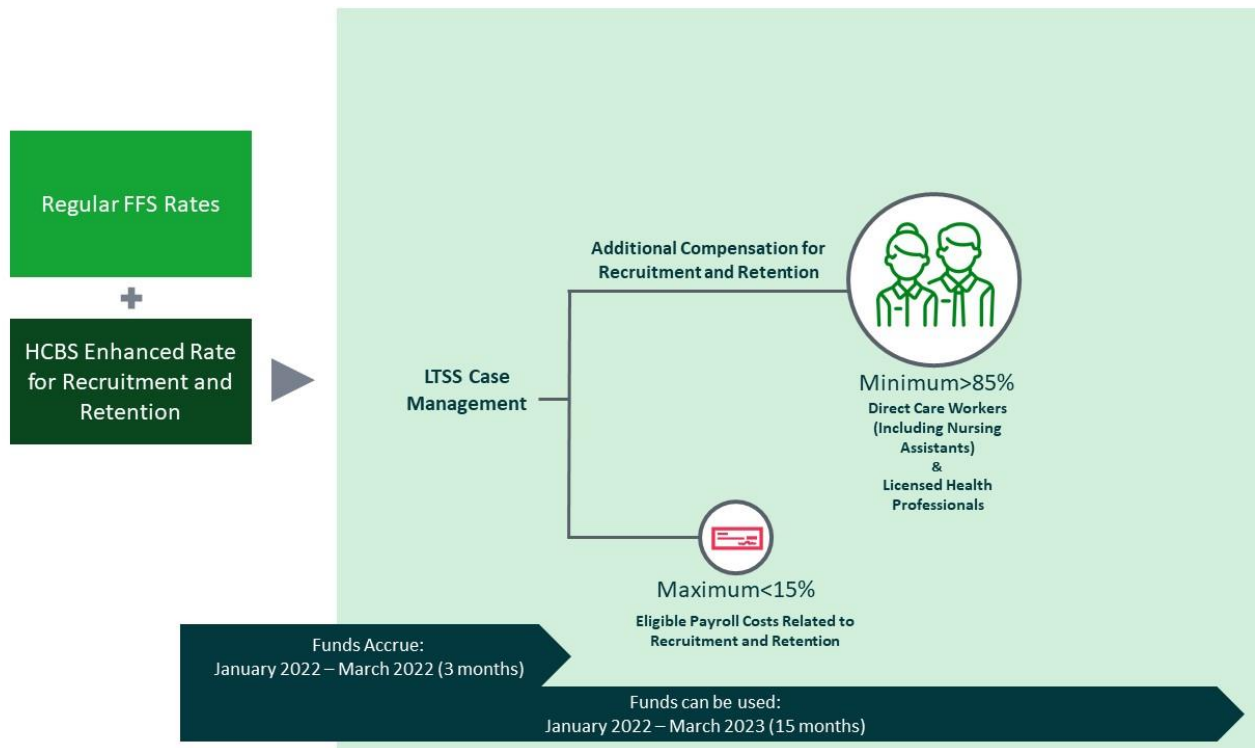 Regular FFS Rates
+
HCBS Enhanced Rate
for Recruitment and
Retention
LTSS Case
Management
Additional Compensation for
Recruitment and Retention
Minimum>85%
Direct Care Workers
(Including Nursing
Assistants)
&
Licensed Health
Professionals
Maximum<15%
Eligible Payroll Costs Related to
Recruitment and Retention
Funds Accrue:
January 2022 – March 2022 (3 months)
Funds can be used:
January 2022 – March 2023 (15 months)